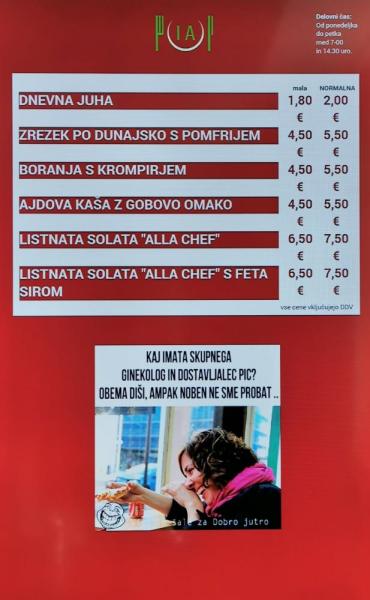 PIAP
Delovni čas:
Od ponedeljka
do petka
med 7-00
in 14.30 uro.
mala NORMALNA
DNEVNA JUHA 1,80 € 2,00 €
ZREZEK PO DUNAJSKO S POMFRIJEM 4,50 € 5,50 €
BORANJA S KROMPIRJEM 4,50 € 5,50 €
AJDOVA KAŠA Z GOBOVO OMAKO 4,50 € 5,50 €
LISTNATA SOLATA "ALLA CHEF" 6,50 € 7,50 €
LISTNATA SOLATA "ALLA CHEF" S FETA 6,50 € 7,50 €
SIROM
vse cene vključujejo DDV
KAJ IMATA SKUPNEGA
GINEKOLOG IN DOSTAVLJALEC PIC?
OBEMA DIŠI, AMPAK NOBEN NE SME PROBAT ..
za Dobro jutro